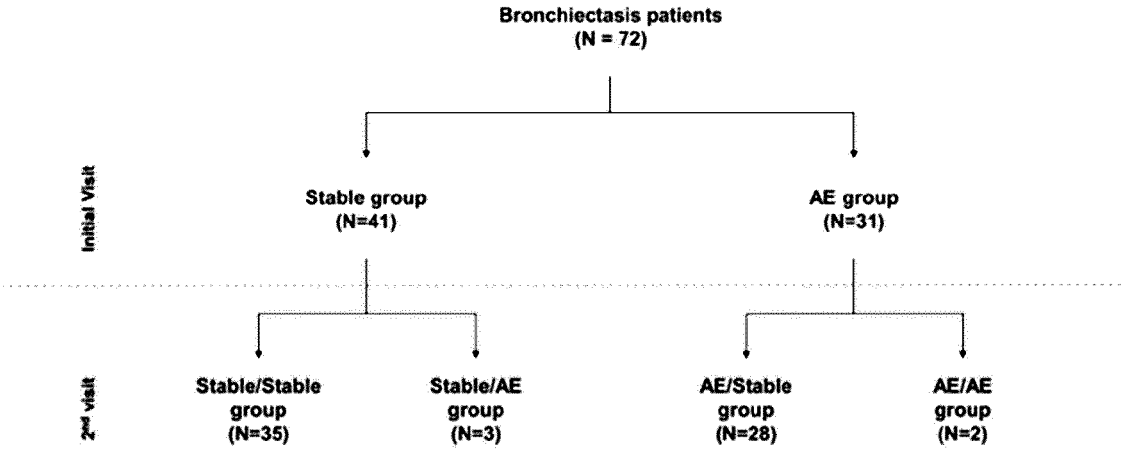 Bronchiectasis patients
(N = 72)
Initial Visit
Stable group
(N=41)
AE group
(N=31)
2nd visit
Stable/Stable
group
(N=35)
Stable/AE
group
(N=3)
AE/Stable
group
(N=28)
AE/AE
group
(N=2)